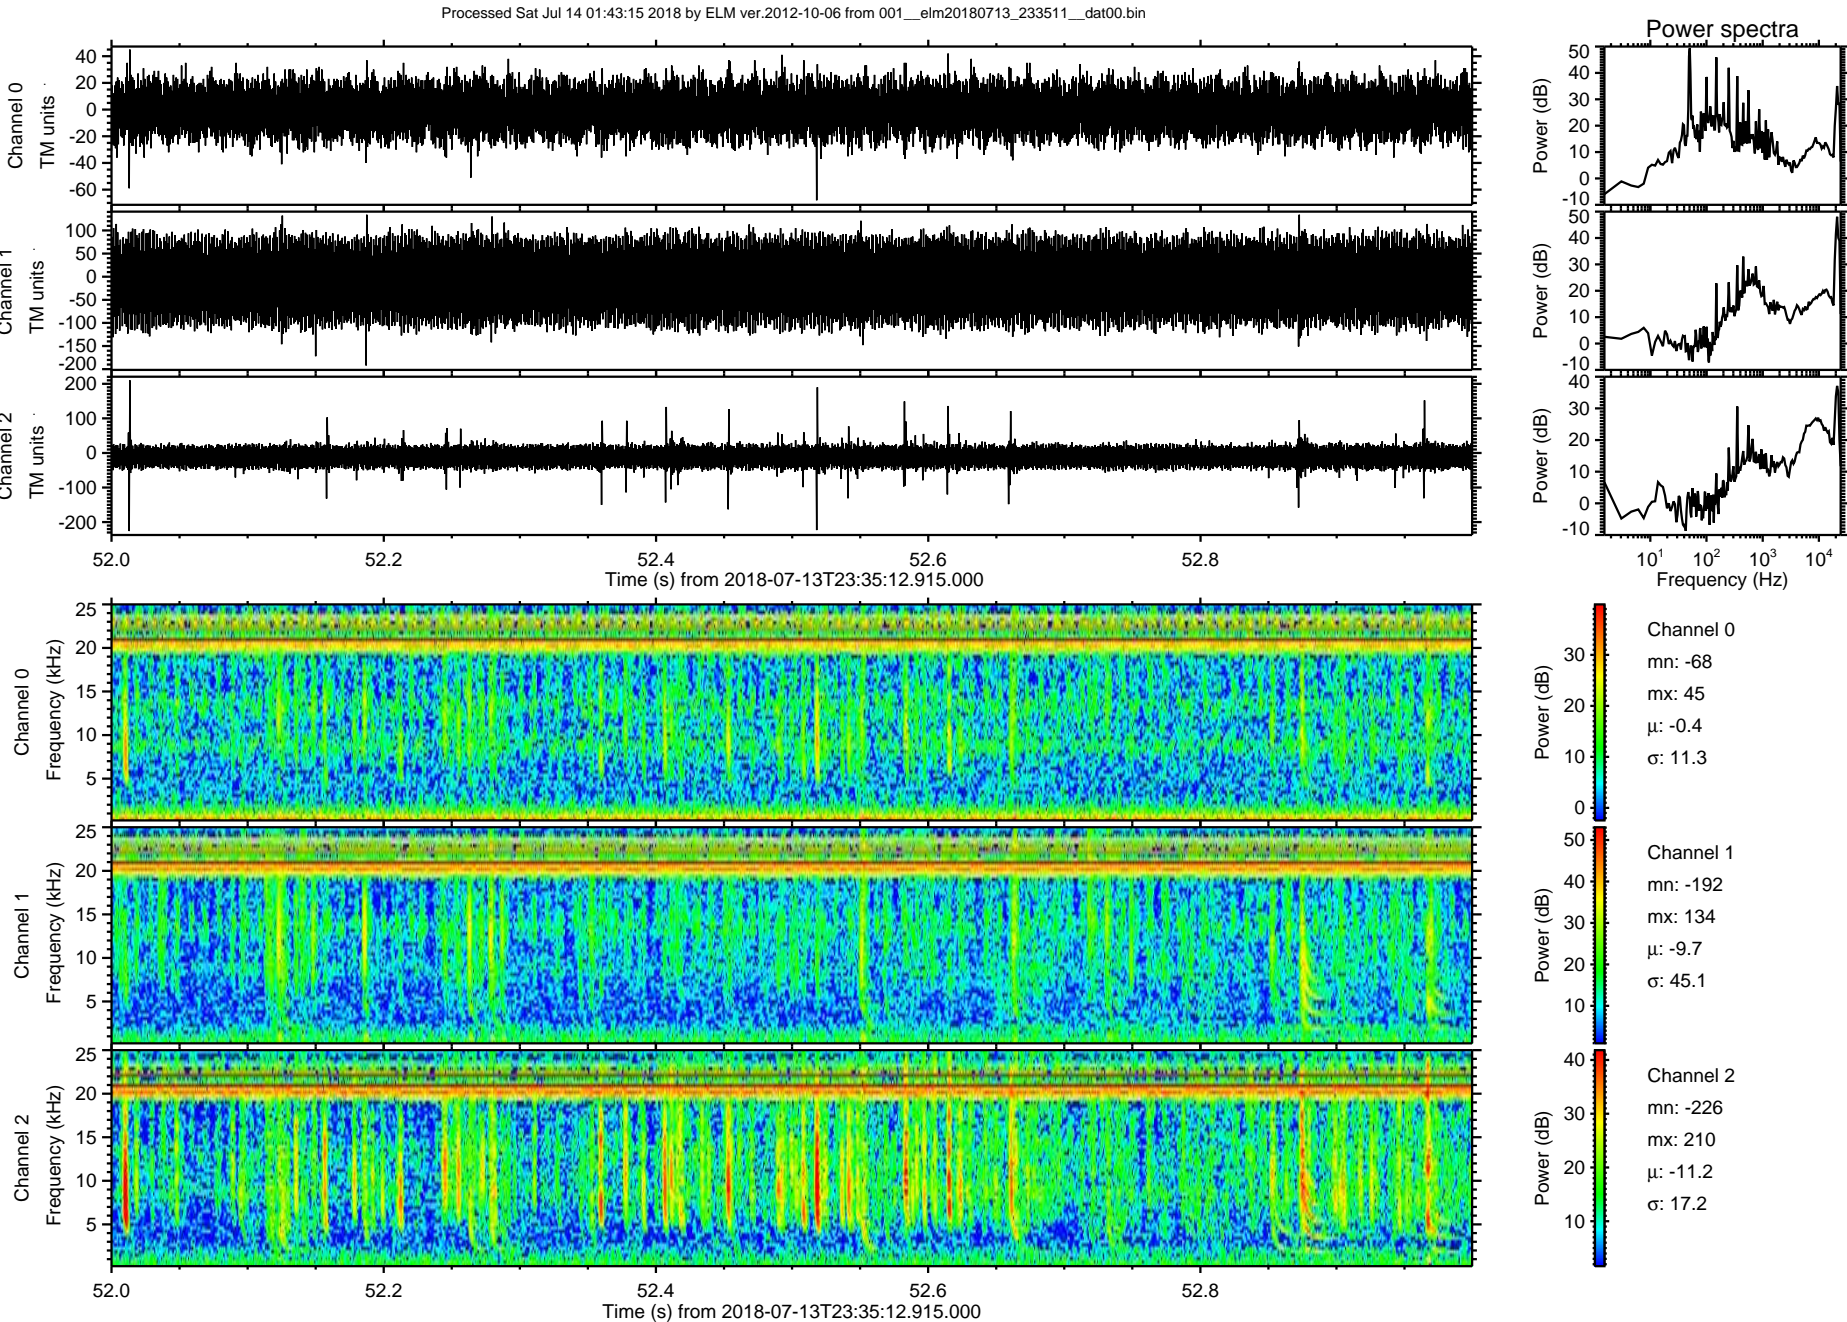 Processed Sat Jul 14 01:43:15 2018 by ELM ver.2012-10-06 from 001__elm20180713_233511__dat00.bin
Power spectra
Channel 0
TM units
40
20
0
-20
-40
-60
Power (dB)
50
40
30
20
10
0
-10
Channel 1
TM units
100
50
0
-50
-100
-150
-200
Power (dB)
50
40
30
20
10
0
-10
Channel 2
TM units
200
100
0
-100
-200
Power (dB)
40
30
20
10
0
-10
52.0 52.2 52.4 52.6 52.8
Time (s) from 2018-07-13T23:35:12.915.000
10¹ 10² 10³ 10⁴
Frequency (Hz)
Channel 0
Frequency (kHz)
25
20
15
10
5
Power (dB)
30
20
10
0
Channel 0
mn: -68
mx: 45
μ: -0.4
σ: 11.3
Channel 1
Frequency (kHz)
25
20
15
10
5
Power (dB)
50
40
30
20
10
Channel 1
mn: -192
mx: 134
μ: -9.7
σ: 45.1
Channel 2
Frequency (kHz)
25
20
15
10
5
Power (dB)
40
30
20
10
Channel 2
mn: -226
mx: 210
μ: -11.2
σ: 17.2
52.0 52.2 52.4 52.6 52.8
Time (s) from 2018-07-13T23:35:12.915.000